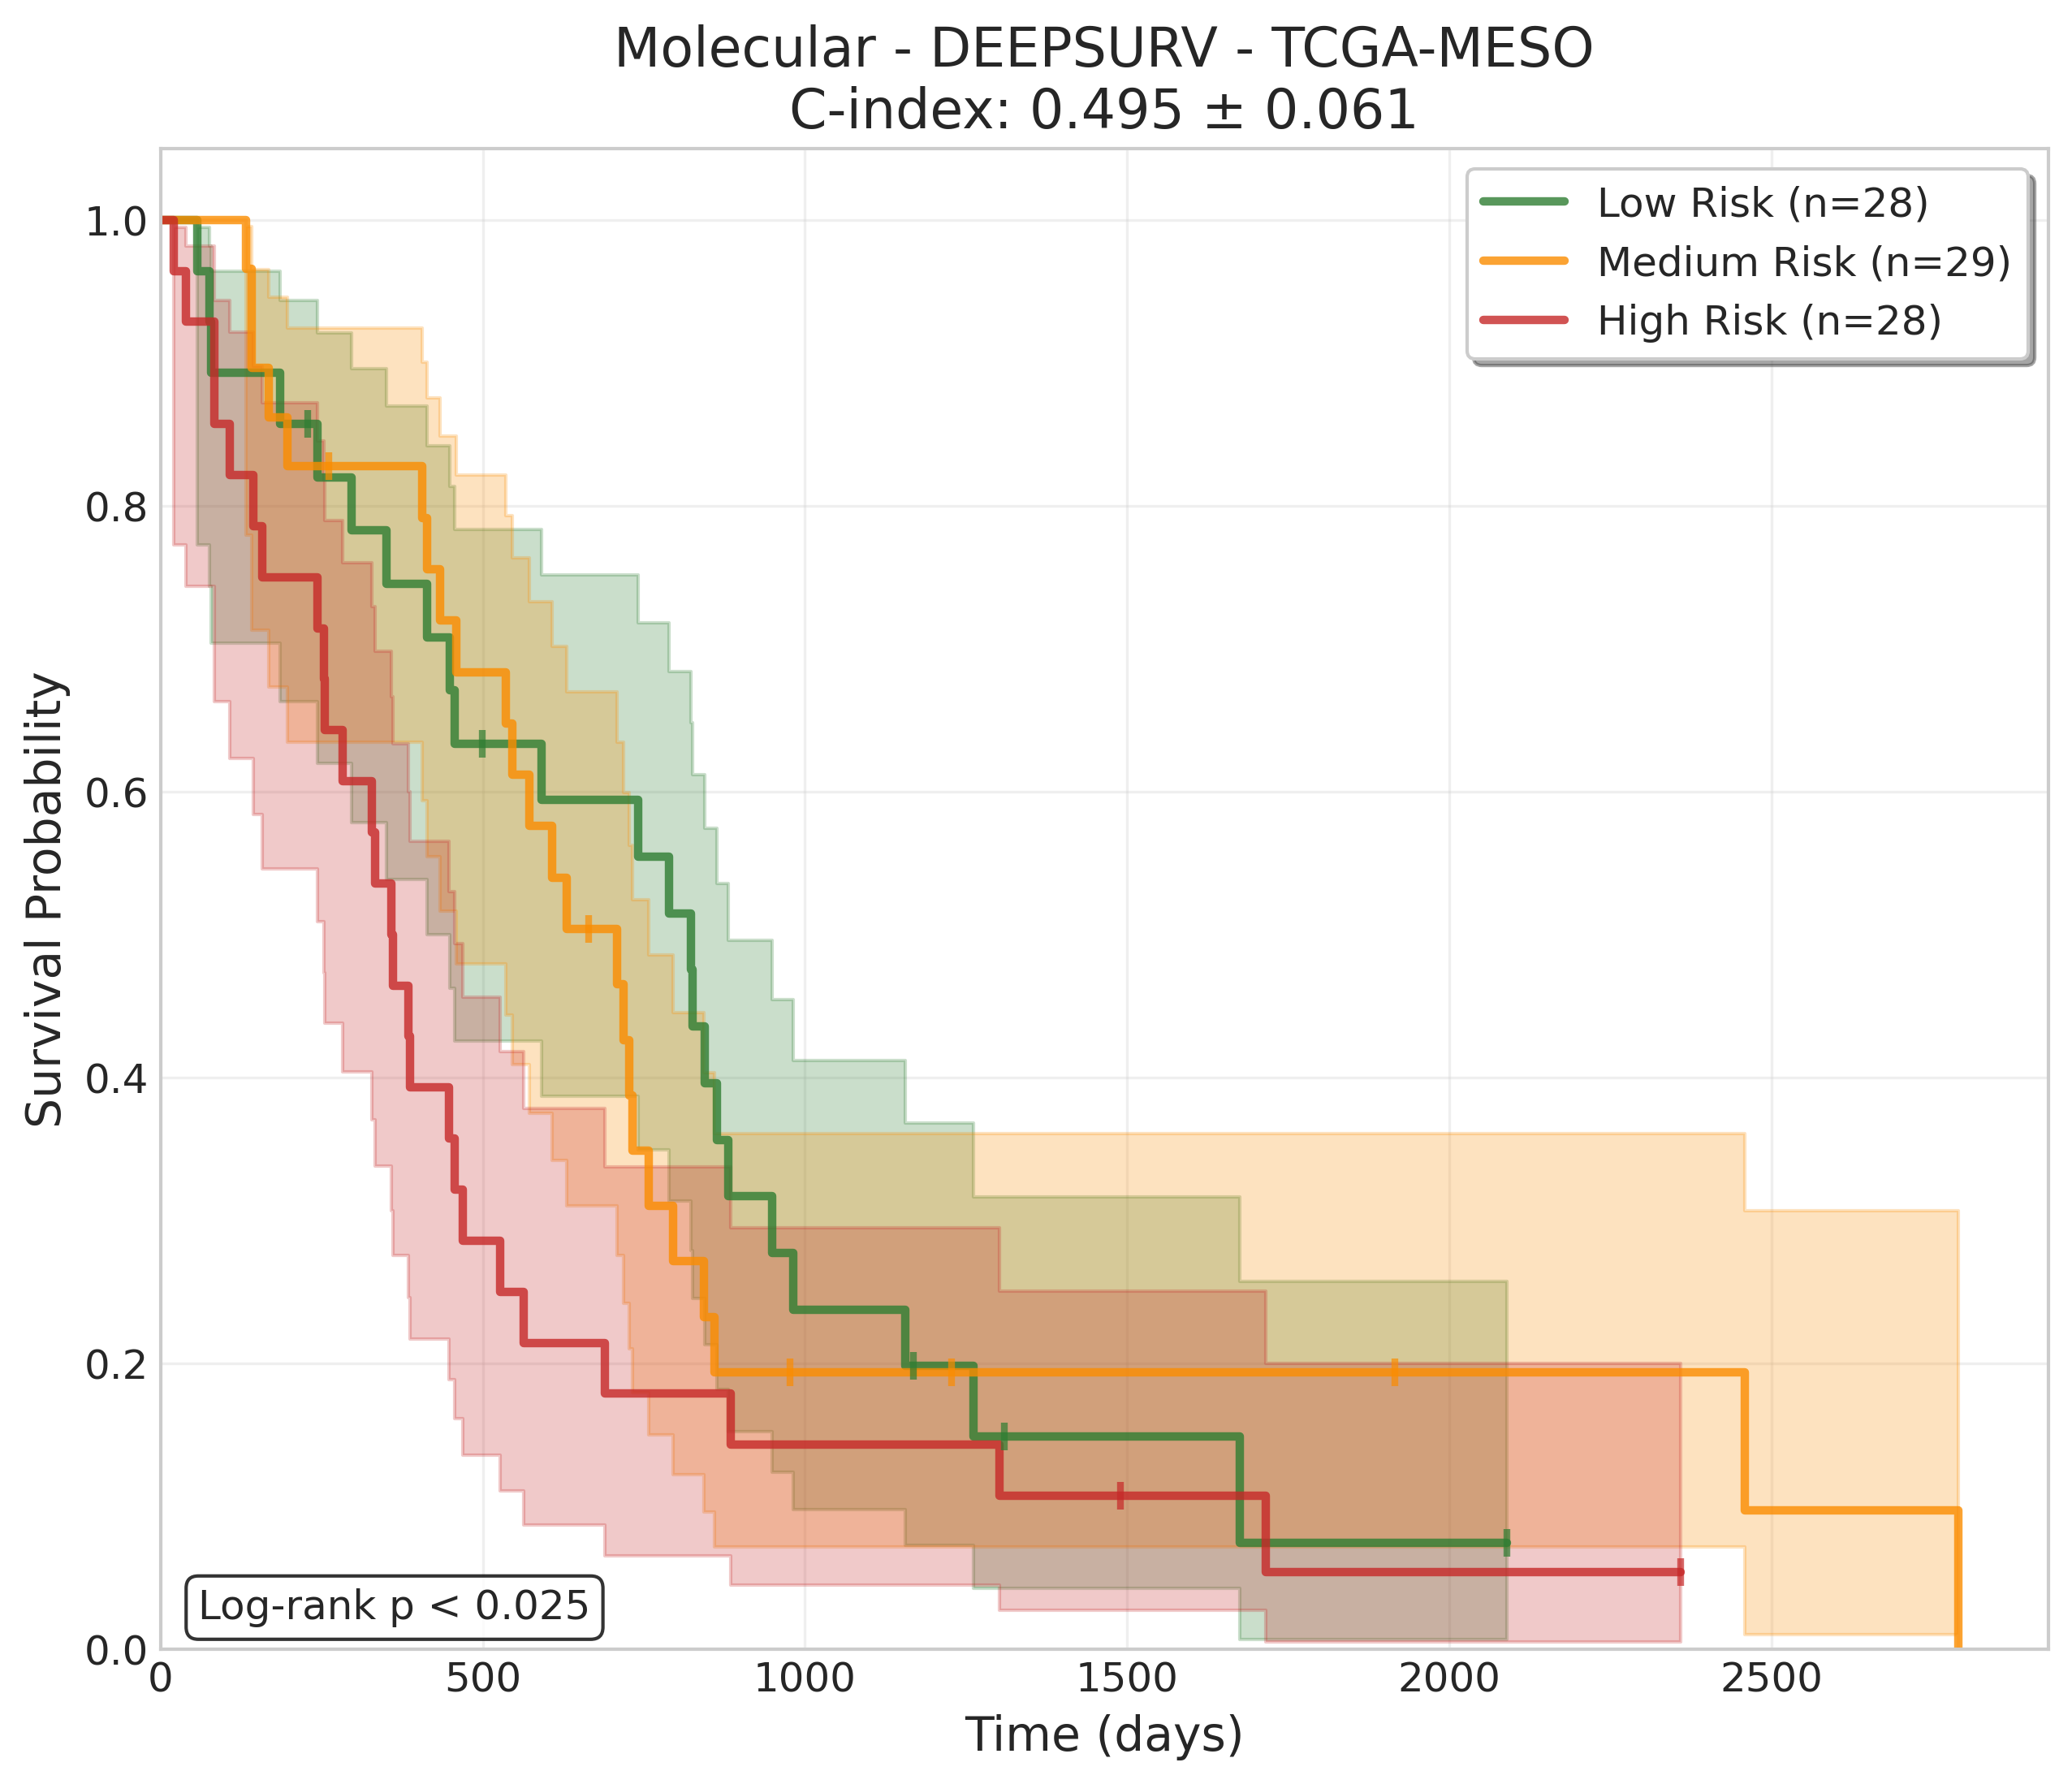 Molecular - DEEPSURV - TCGA-MESO
C-index: 0.495 ± 0.061
Low Risk (n=28)
Medium Risk (n=29)
High Risk (n=28)
Survival Probability
1.0
0.8
0.6
0.4
0.2
0.0
Log-rank p < 0.025
0
500
1000
1500
2000
2500
Time (days)